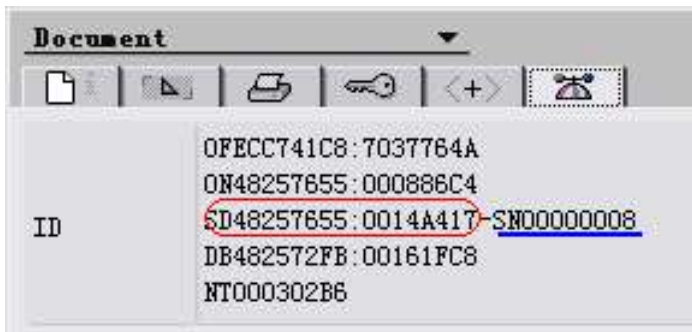 Document
i
<+>
OFECC741C8:7037764A
ON48257655:000886C4
ID
SD48257655:0014A417-SN00000008
DB482572FB:00161FC8
NT000302B6